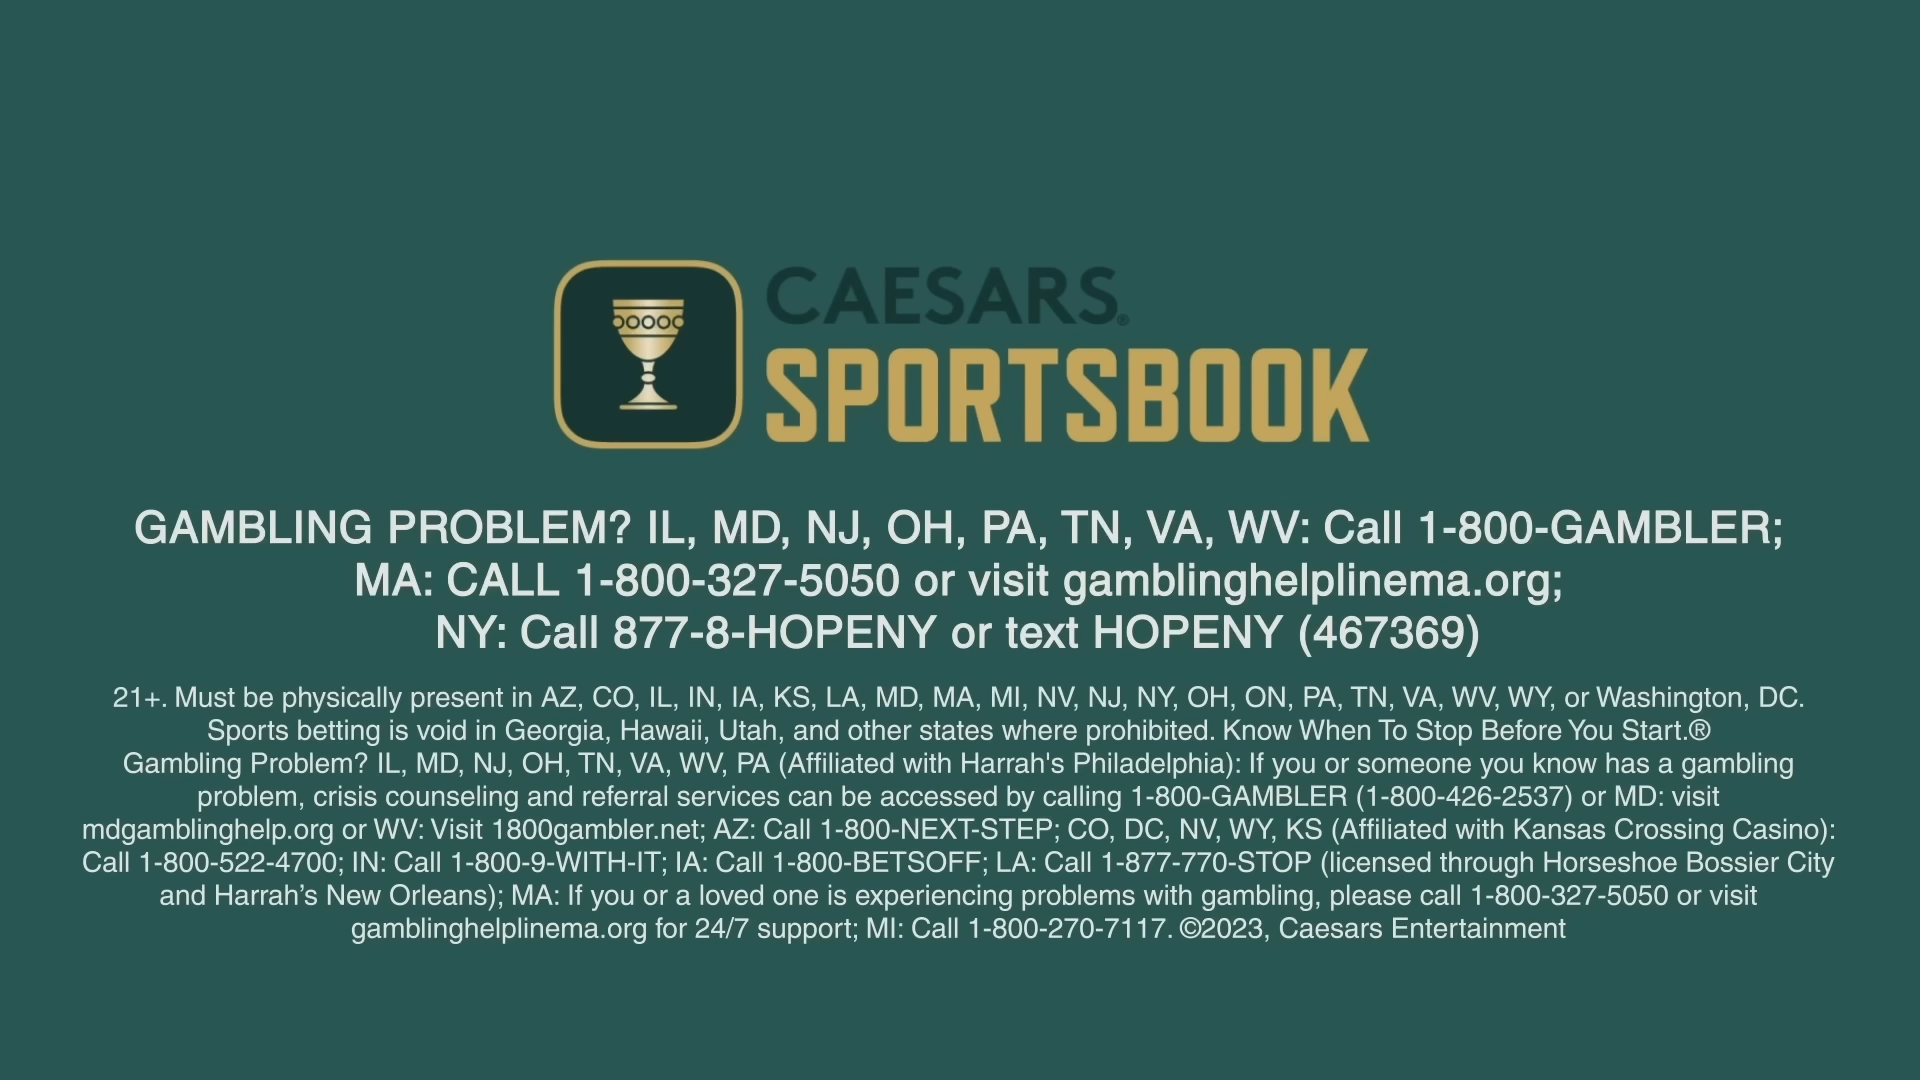 CAESARS®
SPORTSBOOK
GAMBLING PROBLEM? IL, MD, NJ, OH, PA, TN, VA, WV: Call 1-800-GAMBLER;
MA: CALL 1-800-327-5050 or visit gamblinghelplinema.org;
NY: Call 877-8-HOPENY or text HOPENY (467369)
21+. Must be physically present in AZ, CO, IL, IN, IA, KS, LA, MD, MA, MI, NV, NJ, NY, OH, ON, PA, TN, VA, WV, WY, or Washington, DC.
Sports betting is void in Georgia, Hawaii, Utah, and other states where prohibited. Know When To Stop Before You Start.®
Gambling Problem? IL, MD, NJ, OH, TN, VA, WV, PA (Affiliated with Harrah's Philadelphia): If you or someone you know has a gambling
problem, crisis counseling and referral services can be accessed by calling 1-800-GAMBLER (1-800-426-2537) or MD: visit
mdgamblinghelp.org or WV: Visit 1800gambler.net; AZ: Call 1-800-NEXT-STEP; CO, DC, NV, WY, KS (Affiliated with Kansas Crossing Casino):
Call 1-800-522-4700; IN: Call 1-800-9-WITH-IT; IA: Call 1-800-BETSOFF; LA: Call 1-877-770-STOP (licensed through Horseshoe Bossier City
and Harrah’s New Orleans); MA: If you or a loved one is experiencing problems with gambling, please call 1-800-327-5050 or visit
gamblinghelplinema.org for 24/7 support; MI: Call 1-800-270-7117. ©2023, Caesars Entertainment